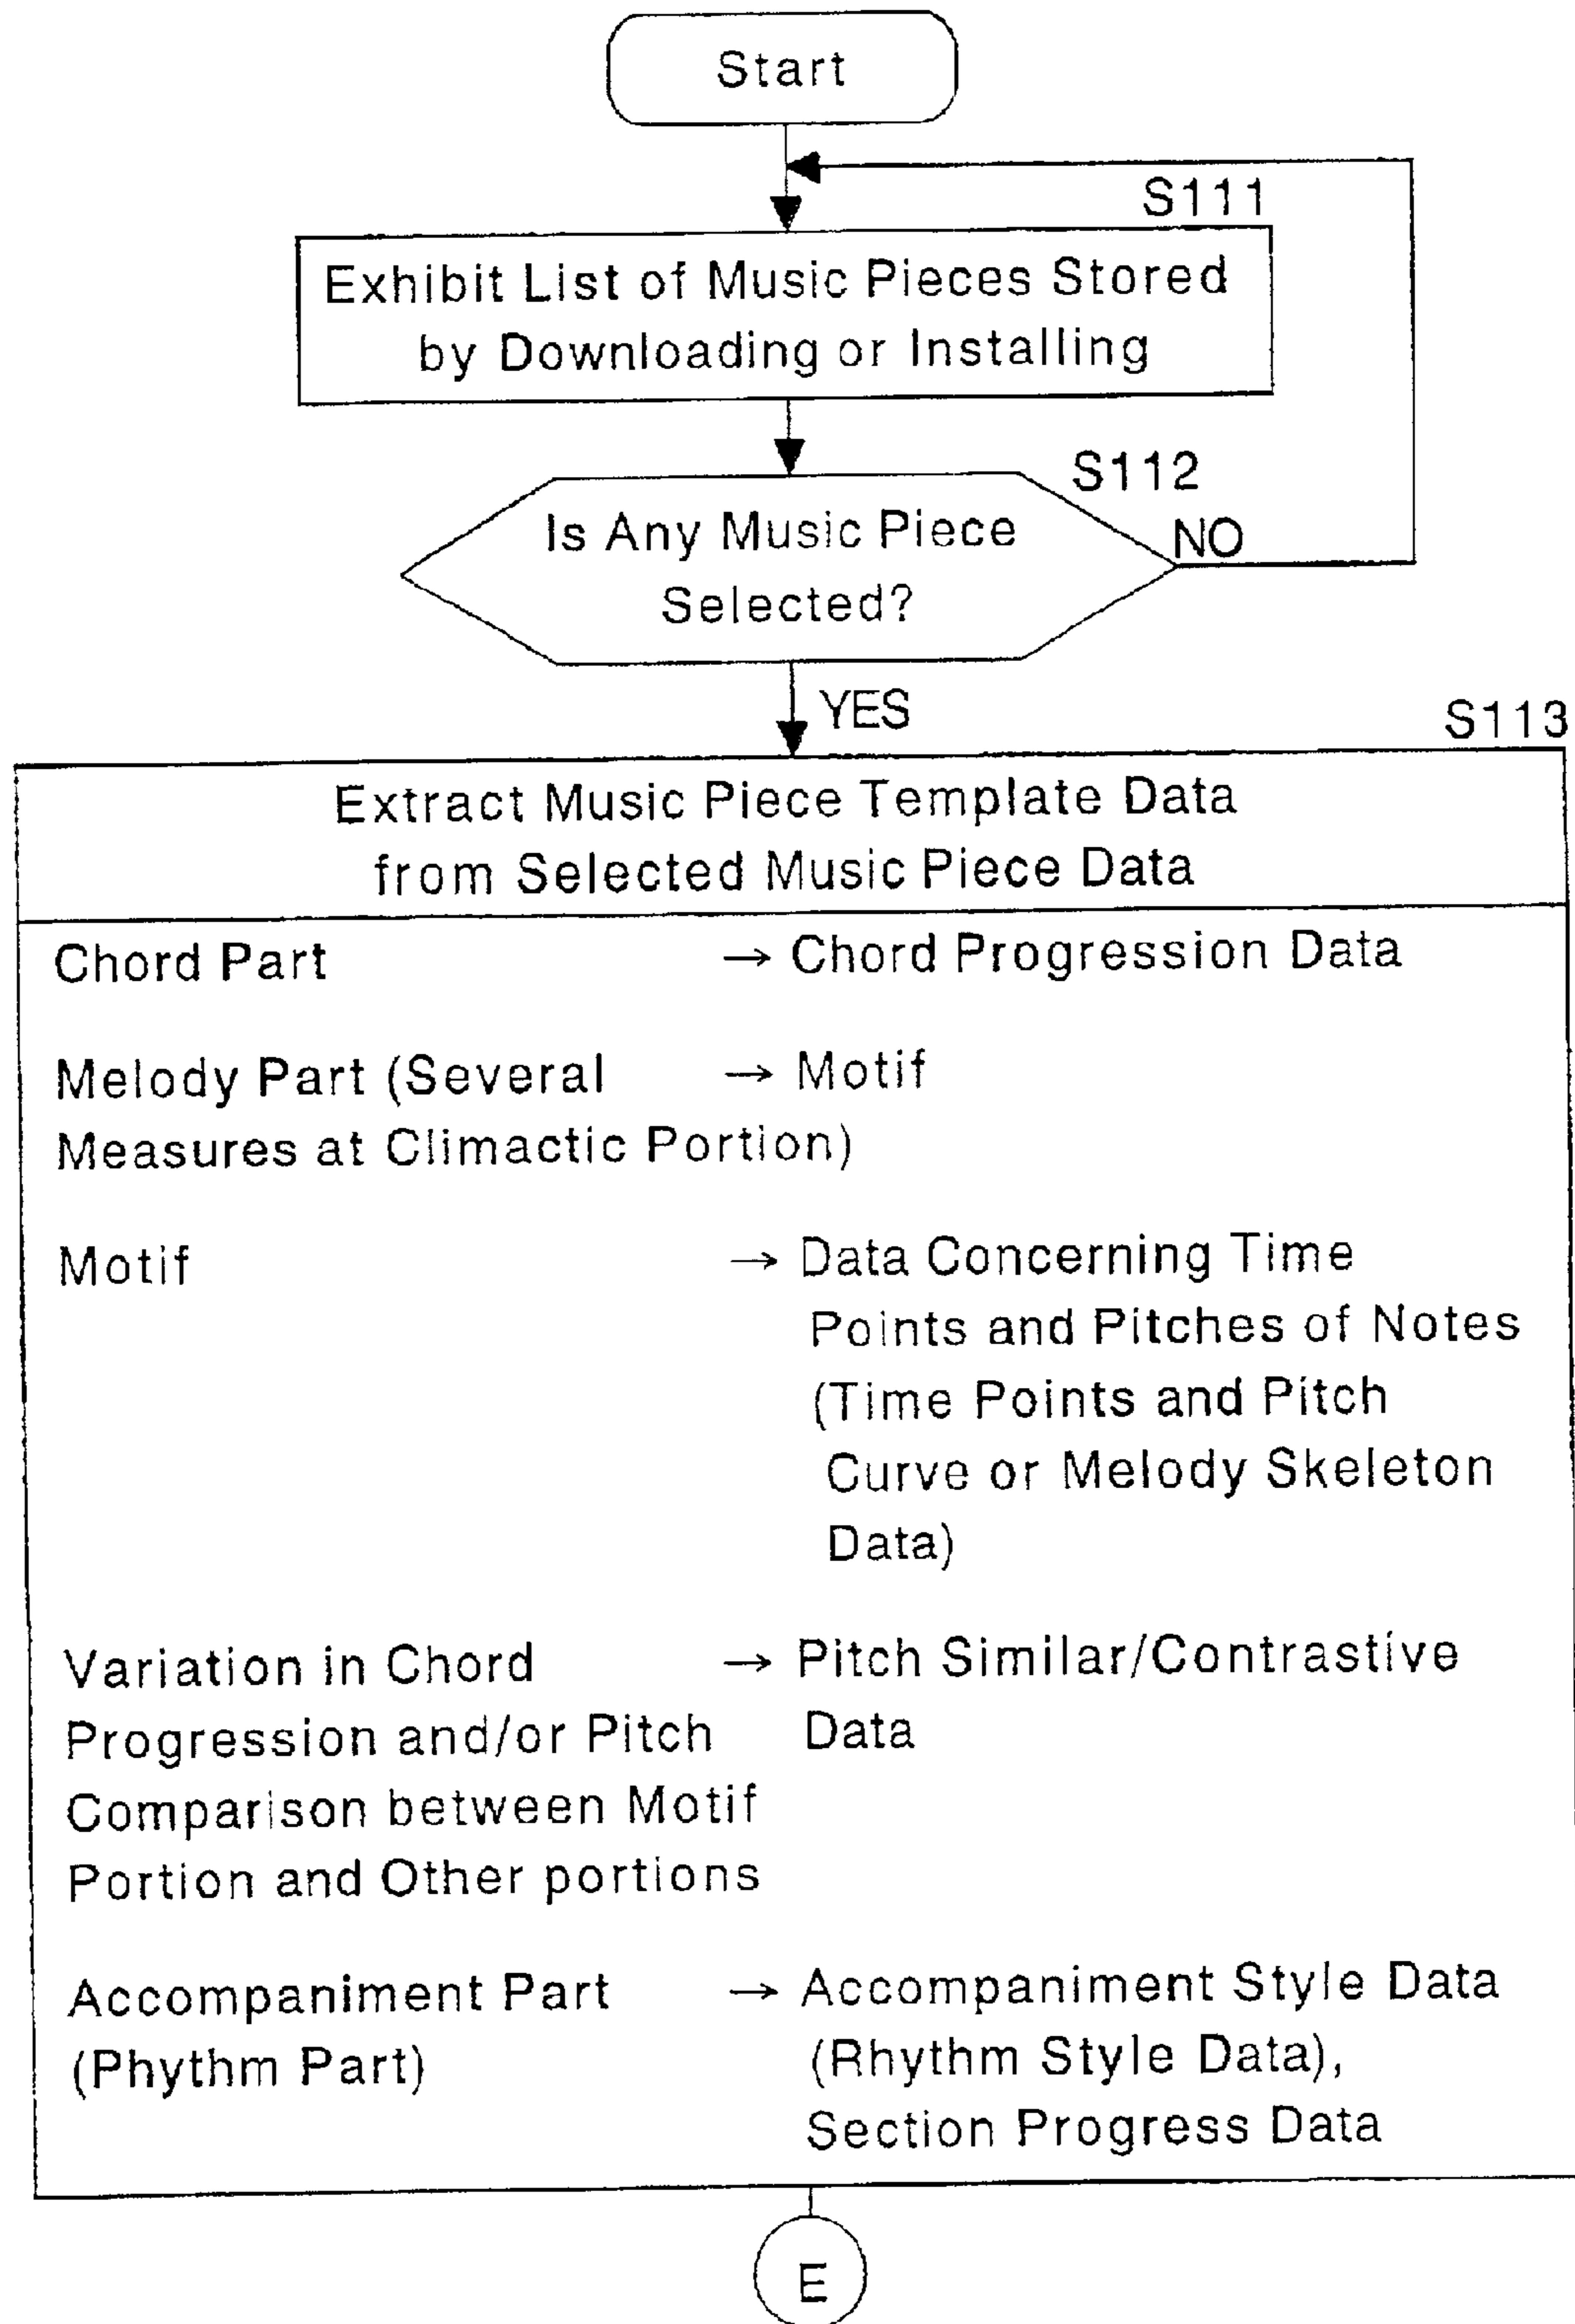 Start
S111
Exhibit List of Music Pieces Stored
by Downloading or Installing
S112
Is Any Music Piece
Selected?
NO
YES
S113
Extract Music Piece Template Data
from Selected Music Piece Data
Chord Part → Chord Progression Data
Melody Part (Several → Motif
Measures at Climactic Portion)
Motif → Data Concerning Time
Points and Pitches of Notes
(Time Points and Pitch
Curve or Melody Skeleton
Data)
Variation in Chord → Pitch Similar/Contrastive
Progression and/or Pitch Data
Comparison between Motif
Portion and Other portions
Accompaniment Part → Accompaniment Style Data
(Phythm Part) (Rhythm Style Data),
Section Progress Data
E